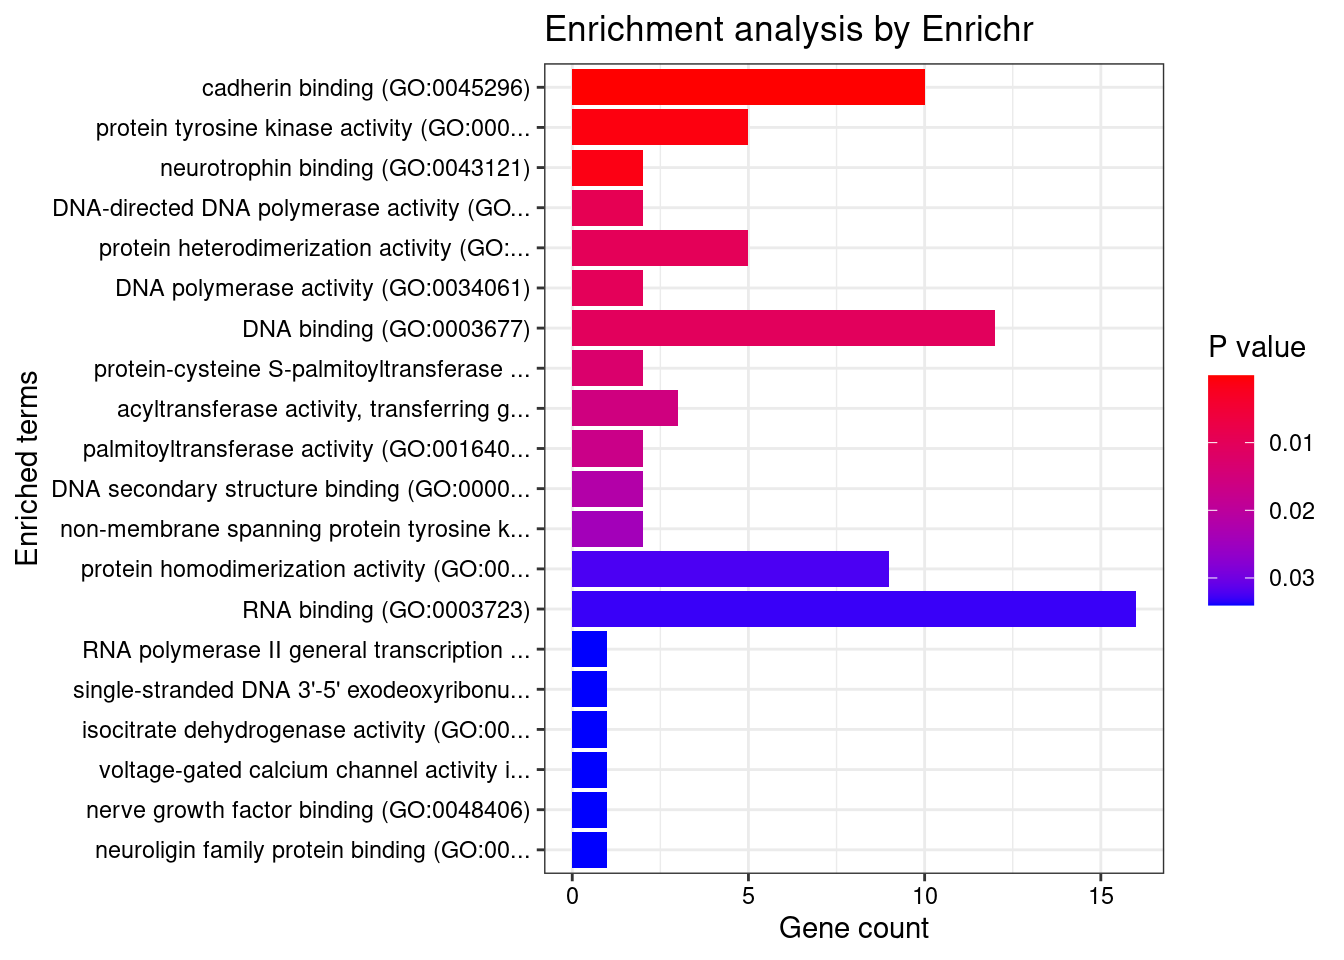 Enrichment analysis by Enrichr
cadherin binding (GO:0045296)
protein tyrosine kinase activity (GO:000...
neurotrophin binding (GO:0043121)
DNA-directed DNA polymerase activity (GO...
protein heterodimerization activity (GO:...
DNA polymerase activity (GO:0034061)
DNA binding (GO:0003677)
protein-cysteine S-palmitoyltransferase ...
acyltransferase activity, transferring g...
palmitoyltransferase activity (GO:001640...
DNA secondary structure binding (GO:0000...
non-membrane spanning protein tyrosine k...
protein homodimerization activity (GO:00...
RNA binding (GO:0003723)
RNA polymerase II general transcription ...
single-stranded DNA 3'-5' exodeoxyribonu...
isocitrate dehydrogenase activity (GO:00...
voltage-gated calcium channel activity i...
nerve growth factor binding (GO:0048406)
neuroligin family protein binding (GO:00...
Enriched terms
0 5 10 15
Gene count
P value
0.01
0.02
0.03